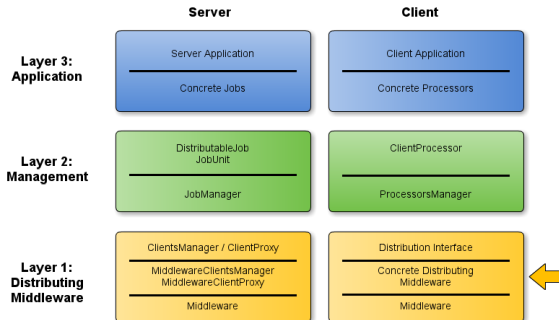 Server
Client
Layer 3:
Application
Server Application
Concrete Jobs
Client Application
Concrete Processors
Layer 2:
Management
DistributableJob
JobUnit
JobManager
ClientProcessor
ProcessorsManager
Layer 1:
Distributing
Middleware
ClientsManager / ClientProxy
MiddlewareClientsManager
MiddlewareClientProxy
Middleware
Distribution Interface
Concrete Distributing
Middleware
Middleware